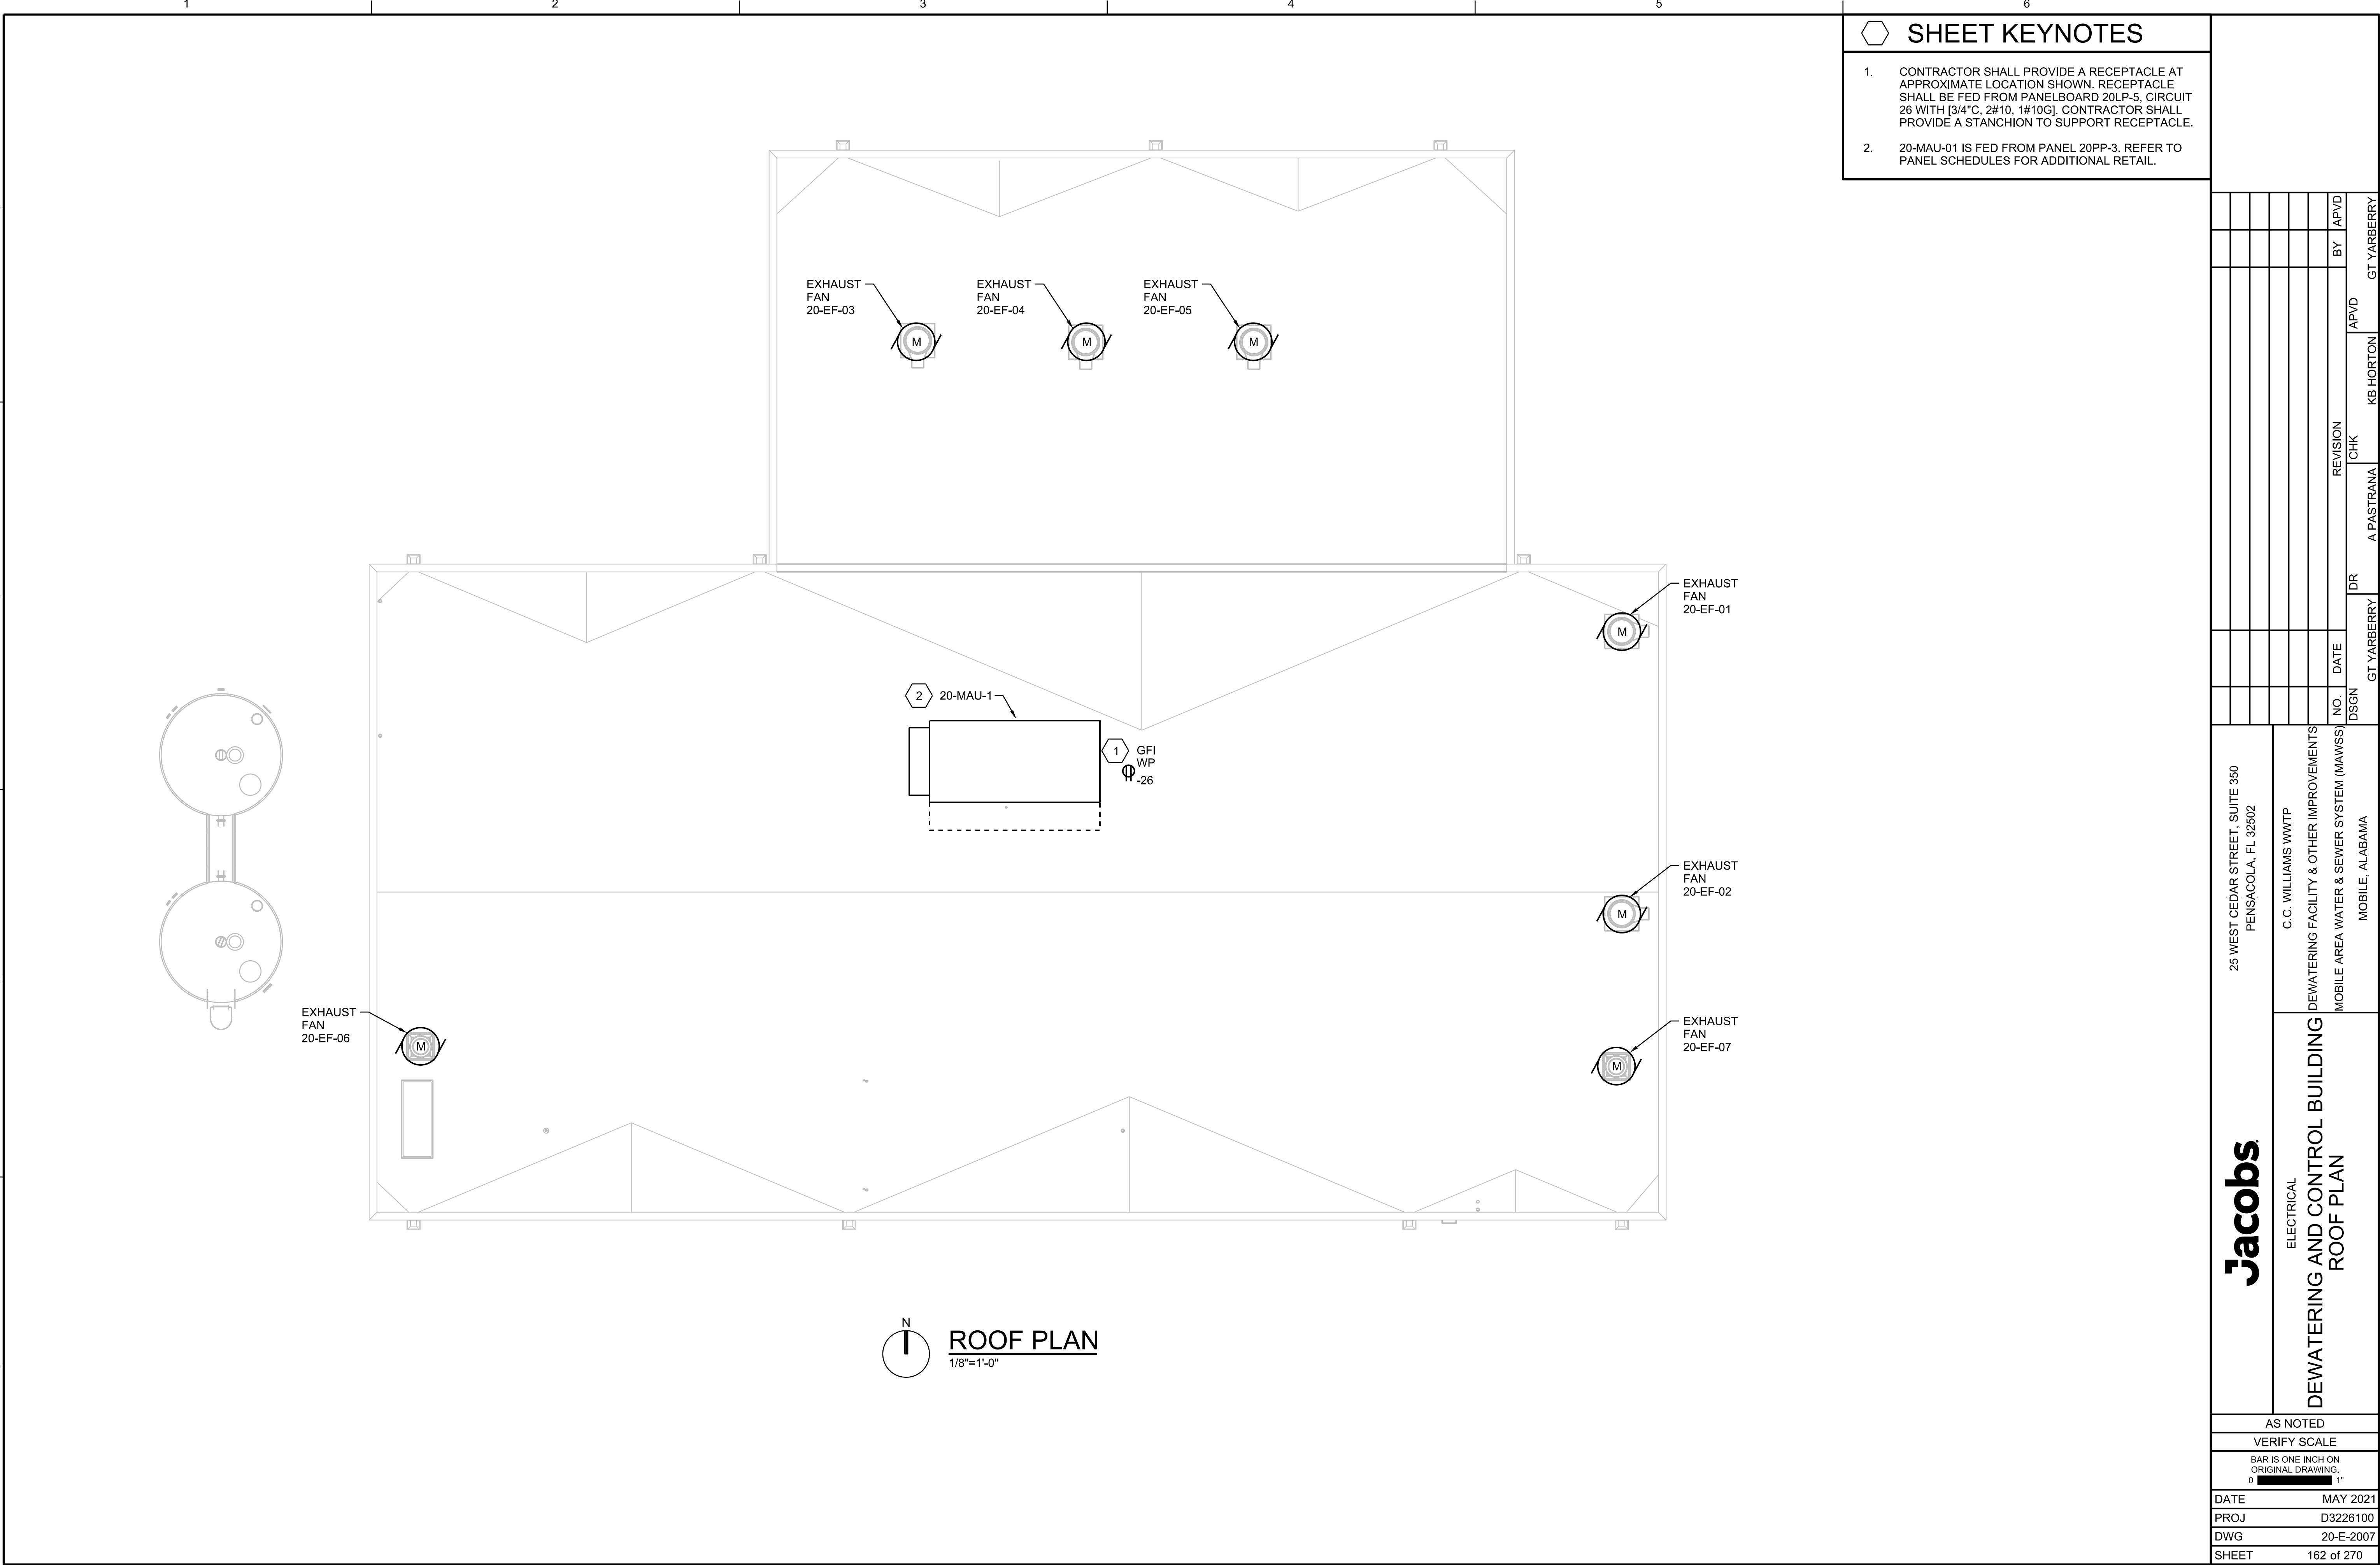 1 2 3 4 5 6
SHEET KEYNOTES
1. CONTRACTOR SHALL PROVIDE A RECEPTACLE AT
APPROXIMATE LOCATION SHOWN. RECEPTACLE
SHALL BE FED FROM PANELBOARD 20LP-5, CIRCUIT
26 WITH [3/4"C, 2#10, 1#10G]. CONTRACTOR SHALL
PROVIDE A STANCHION TO SUPPORT RECEPTACLE.
2. 20-MAU-01 IS FED FROM PANEL 20PP-3. REFER TO
PANEL SCHEDULES FOR ADDITIONAL RETAIL.
EXHAUST
FAN
20-EF-03
M
EXHAUST
FAN
20-EF-04
M
EXHAUST
FAN
20-EF-05
M
EXHAUST
FAN
20-EF-01
M
2 20-MAU-1
1 GFI
WP
-26
EXHAUST
FAN
20-EF-02
M
EXHAUST
FAN
20-EF-06
M
EXHAUST
FAN
20-EF-07
M
N
ROOF PLAN
1/8"=1'-0"
NO. DATE REVISION BY APVD
DSGN DR CHK APVD
GT YARBERRY A PASTRANA KB HORTON GT YARBERRY
25 WEST CEDAR STREET, SUITE 350
PENSACOLA, FL 32502
C.C. WILLIAMS WWTP
DEWATERING FACILITY & OTHER IMPROVEMENTS
MOBILE AREA WATER & SEWER SYSTEM (MAWSS)
MOBILE, ALABAMA
Jacobs.
ELECTRICAL
DEWATERING AND CONTROL BUILDING
ROOF PLAN
AS NOTED
VERIFY SCALE
BAR IS ONE INCH ON
ORIGINAL DRAWING.
0 1"
DATE MAY 2021
PROJ D3226100
DWG 20-E-2007
SHEET 162 of 270